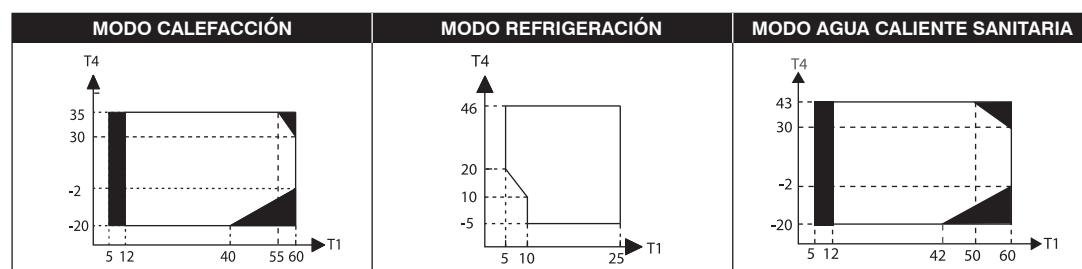 MODO CALEFACCIÓN
T4
35
30
-2
-20
5 12 40 55 60 T1
MODO REFRIGERACIÓN
T4
46
20
10
-5
5 10 25 T1
MODO AGUA CALIENTE SANITARIA
T4
43
30
-2
-20
5 12 42 50 60 T1